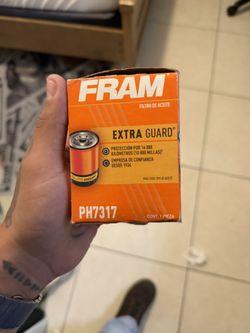 FRAM
FILTRO DE ACEITE
EXTRA GUARD™
PROTECCIÓN POR 16 000
KILÓMETROS (10 000 MILLAS)*
EMPRESA DE CONFIANZA
DESDE 1934
PH7317
CONT. 1 PIEZA